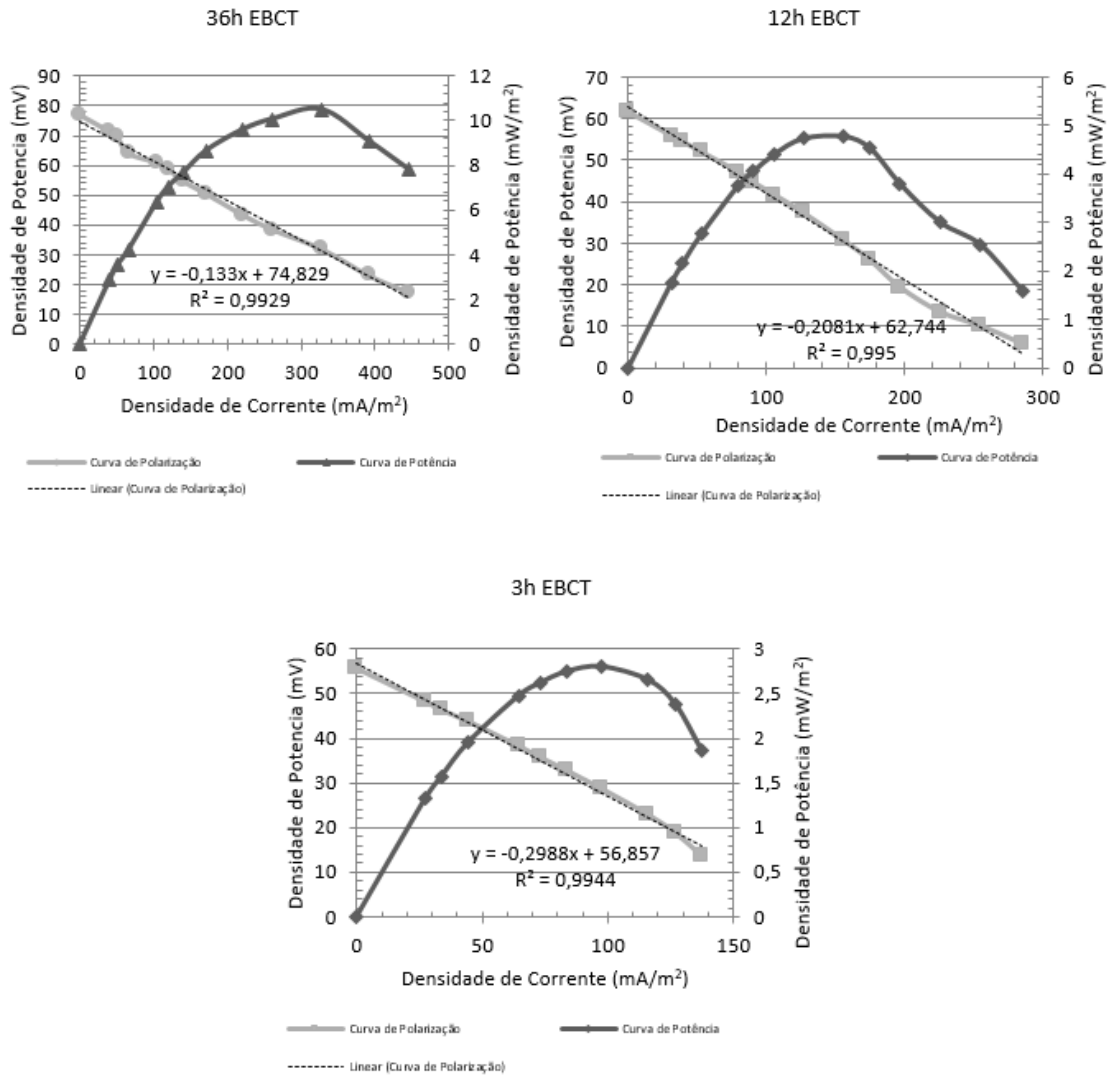 36h EBCT
Densidade de Potencia (mV)
90
80
70
60
50
40
30
20
10
0
12
10
8
6
4
2
0
Densidade de Potência (mW/m²)
y = -0,133x + 74,829
R² = 0,9929
0 100 200 300 400 500
Densidade de Corrente (mA/m²)
Curva de Polarização
Curva de Potência
Linear (Curva de Polarização)
12h EBCT
Densidade de Potencia (mV)
70
60
50
40
30
20
10
0
6
5
4
3
2
1
0
Densidade de Potência (mW/m²)
y = -0,2081x + 62,744
R² = 0,995
0 100 200 300
Densidade de Corrente (mA/m²)
Curva de Polarização
Curva de Potência
Linear (Curva de Polarização)
3h EBCT
Densidade de Potencia (mV)
60
50
40
30
20
10
0
3
2,5
2
1,5
1
0,5
0
Densidade de Potência (mW/m²)
y = -0,2988x + 56,857
R² = 0,9944
0 50 100 150
Densidade de Corrente (mA/m²)
Curva de Polarização
Curva de Potência
Linear (Curva de Polarização)